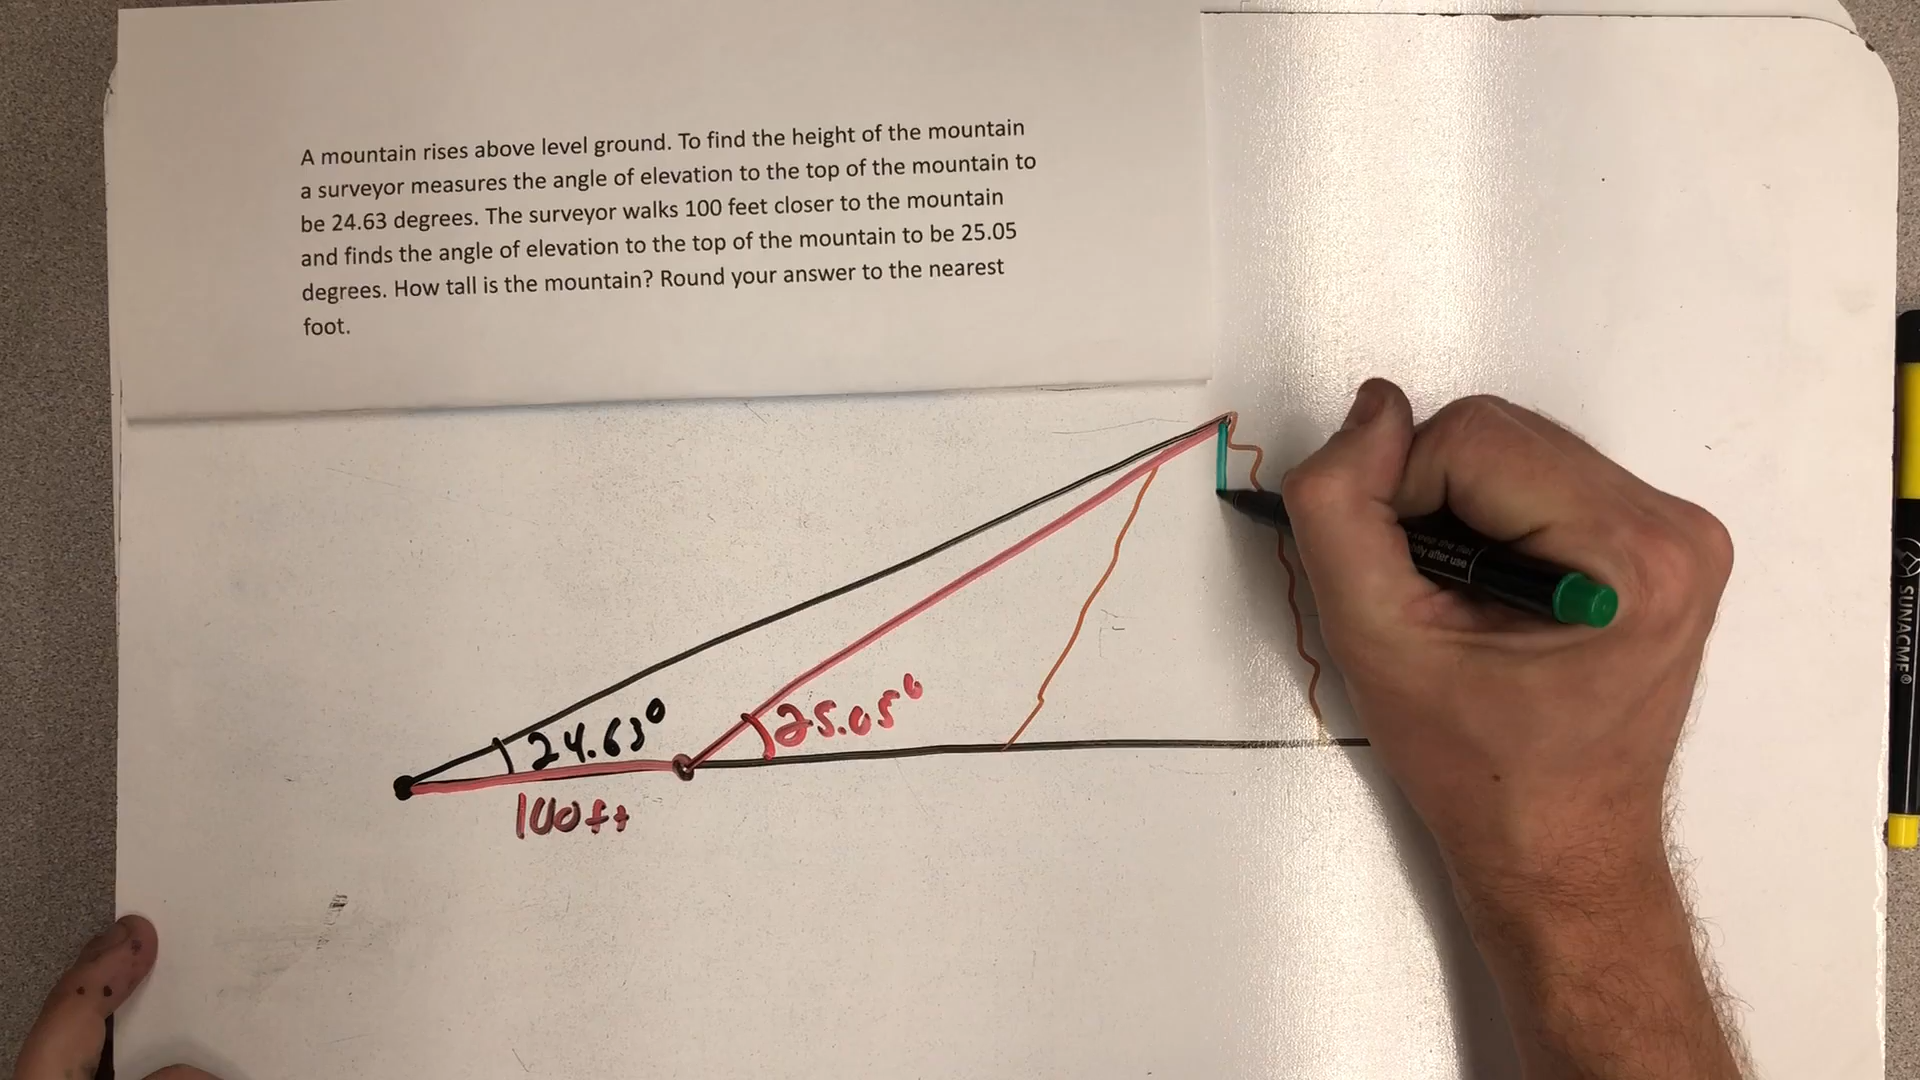 A mountain rises above level ground. To find the height of the mountain
a surveyor measures the angle of elevation to the top of the mountain to
be 24.63 degrees. The surveyor walks 100 feet closer to the mountain
and finds the angle of elevation to the top of the mountain to be 25.05
degrees. How tall is the mountain? Round your answer to the nearest
foot.
24.63°
25.05°
100ft
after use
SUNACME®